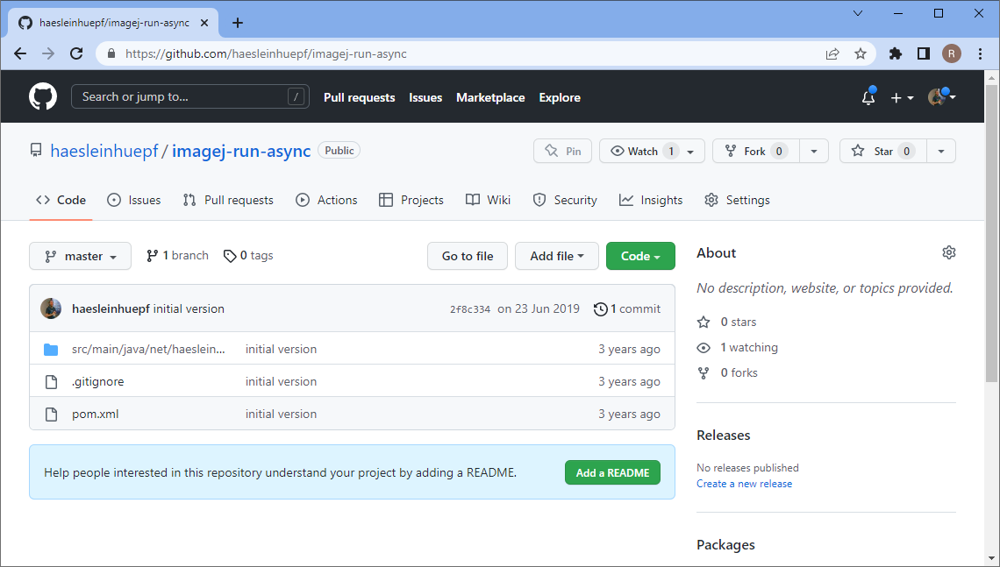 haesleinhuepf/imagej-run-async
https://github.com/haesleinhuepf/imagej-run-async
R
Search or jump to... /
Pull requests Issues Marketplace Explore
haesleinhuepf / imagej-run-async Public
Pin Watch 1 Fork 0 Star 0
Code Issues Pull requests Actions Projects Wiki Security Insights Settings
master 1 branch 0 tags Go to file Add file Code
haesleinhuepf initial version 2f8c334 on 23 Jun 2019 1 commit
src/main/java/net/haeslein... initial version 3 years ago
.gitignore initial version 3 years ago
pom.xml initial version 3 years ago
Help people interested in this repository understand your project by adding a README. Add a README
About
No description, website, or topics provided.
0 stars
1 watching
0 forks
Releases
No releases published
Create a new release
Packages